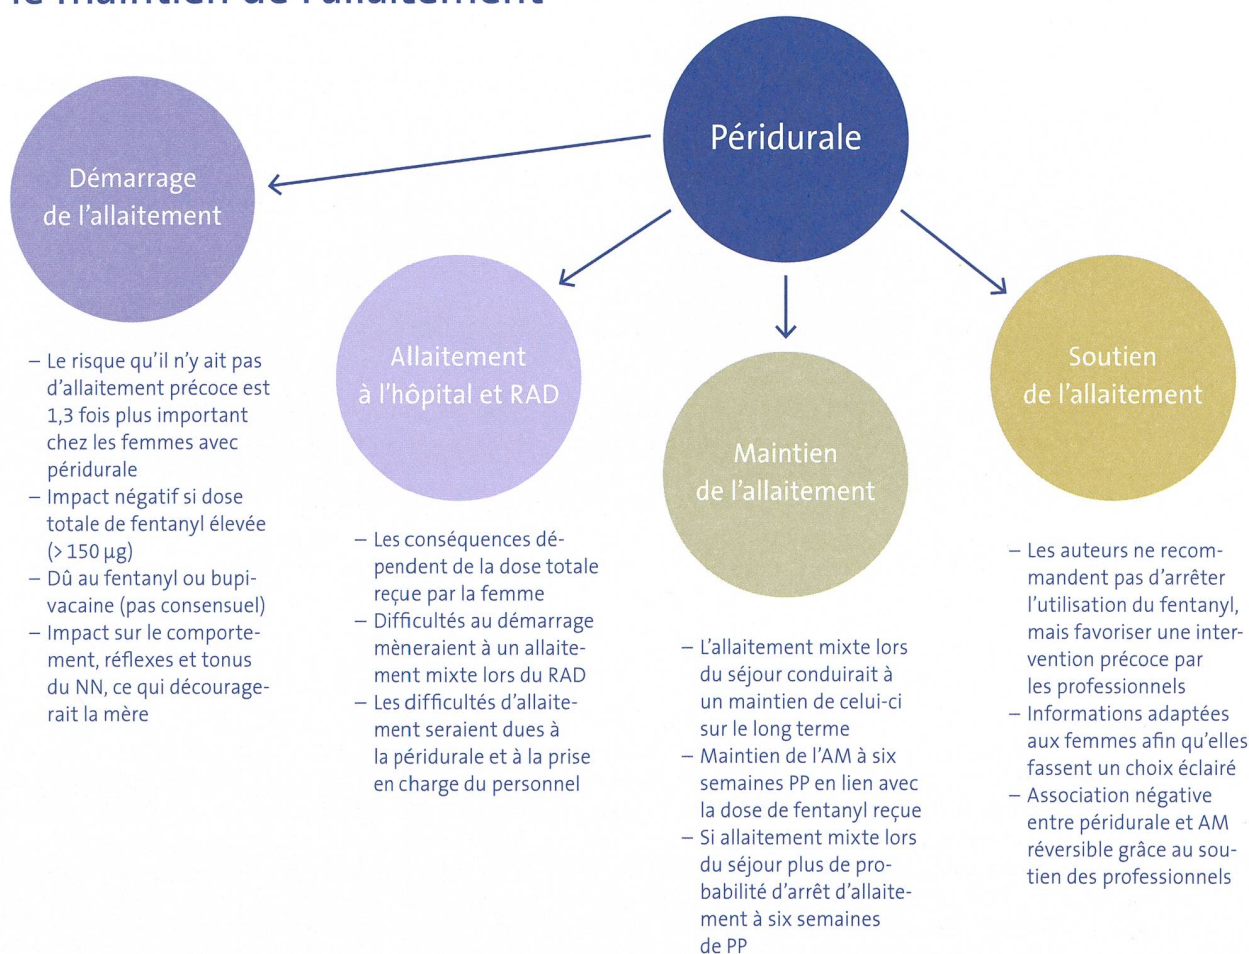 le maintien de l'allaitement
Péridurale
Démarrage
de l'allaitement
– Le risque qu'il n'y ait pas
d'allaitement précoce est
1,3 fois plus important
chez les femmes avec
péridurale
– Impact négatif si dose
totale de fentanyl élevée
(> 150 µg)
– Dû au fentanyl ou bupi-
vacaine (pas consensuel)
– Impact sur le comporte-
ment, réflexes et tonus
du NN, ce qui décourage-
rait la mère
Allaitement
à l'hôpital et RAD
– Les conséquences dé-
pendent de la dose totale
reçue par la femme
– Difficultés au démarrage
mèneraient à un allaite-
ment mixte lors du RAD
– Les difficultés d'allaite-
ment seraient dues à
la péridurale et à la prise
en charge du personnel
Maintien
de l'allaitement
– L'allaitement mixte lors
du séjour conduirait à
un maintien de celui-ci
sur le long terme
– Maintien de l'AM à six
semaines PP en lien avec
la dose de fentanyl reçue
– Si allaitement mixte lors
du séjour plus de pro-
babilité d'arrêt d'allaite-
ment à six semaines
de PP
Soutien
de l'allaitement
– Les auteurs ne recom-
mandent pas d'arrêter
l'utilisation du fentanyl,
mais favoriser une inter-
vention précoce par
les professionnels
– Informations adaptées
aux femmes afin qu'elles
fassent un choix éclairé
– Association négative
entre péridurale et AM
réversible grâce au sou-
tien des professionnels